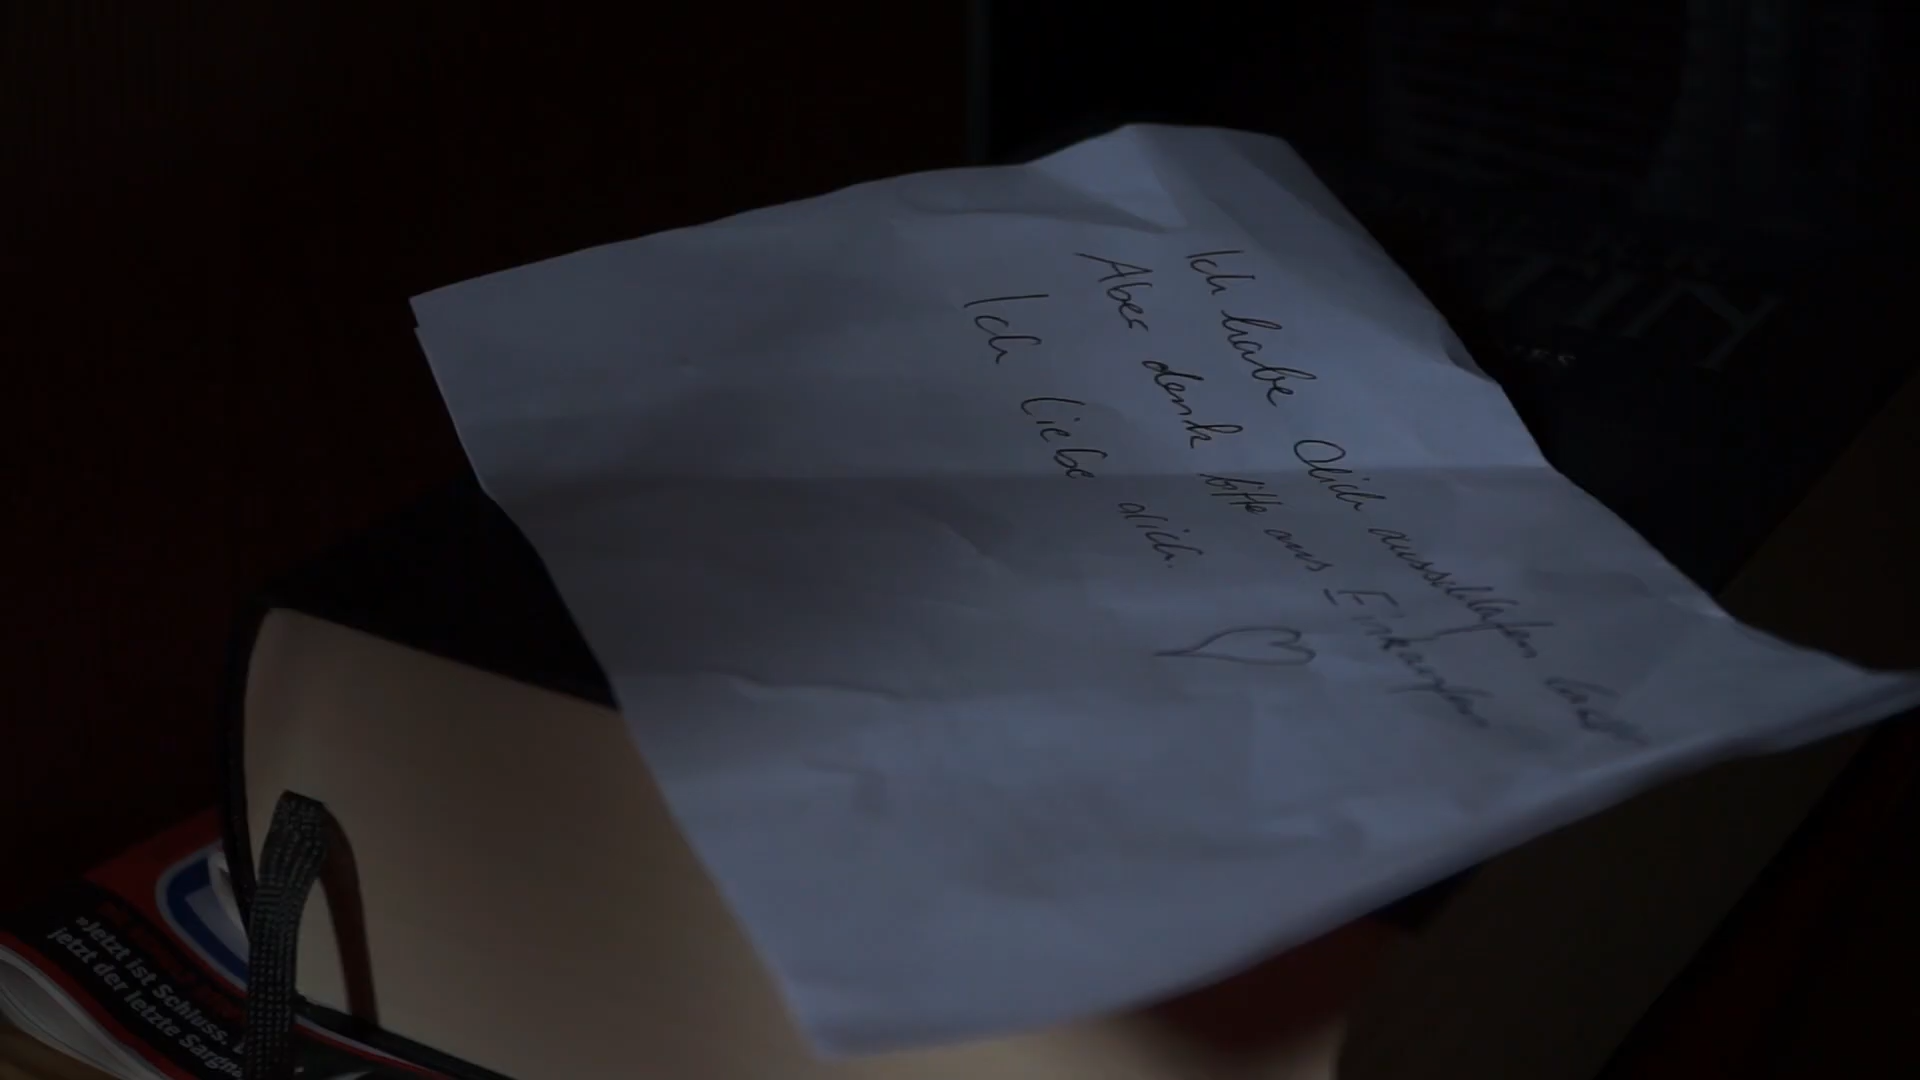 Ich habe Dich ausschlafen lassen
Aber denk bitte ans Einkaufen
Ich liebe dich.
»Jetzt ist Schluss.
jetzt der letzte